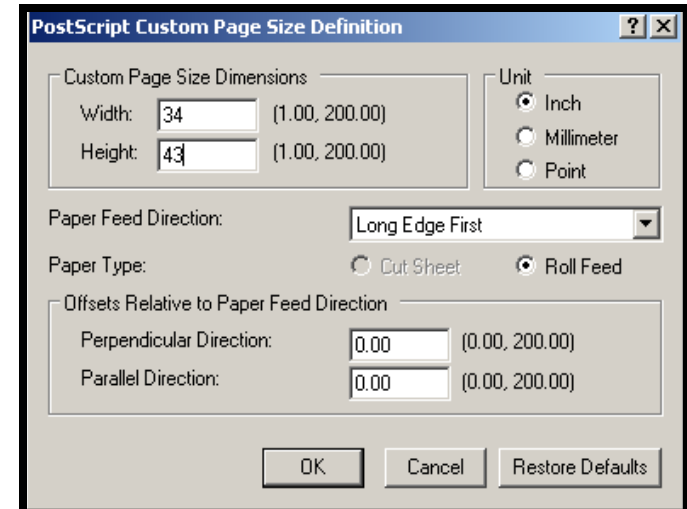 PostScript Custom Page Size Definition
Custom Page Size Dimensions
Unit
Width: 34 (1.00, 200.00)
Inch
Height: 43 (1.00, 200.00)
Millimeter
Point
Paper Feed Direction: Long Edge First
Paper Type: Cut Sheet Roll Feed
Offsets Relative to Paper Feed Direction
Perpendicular Direction: 0.00 (0.00, 200.00)
Parallel Direction: 0.00 (0.00, 200.00)
OK Cancel Restore Defaults